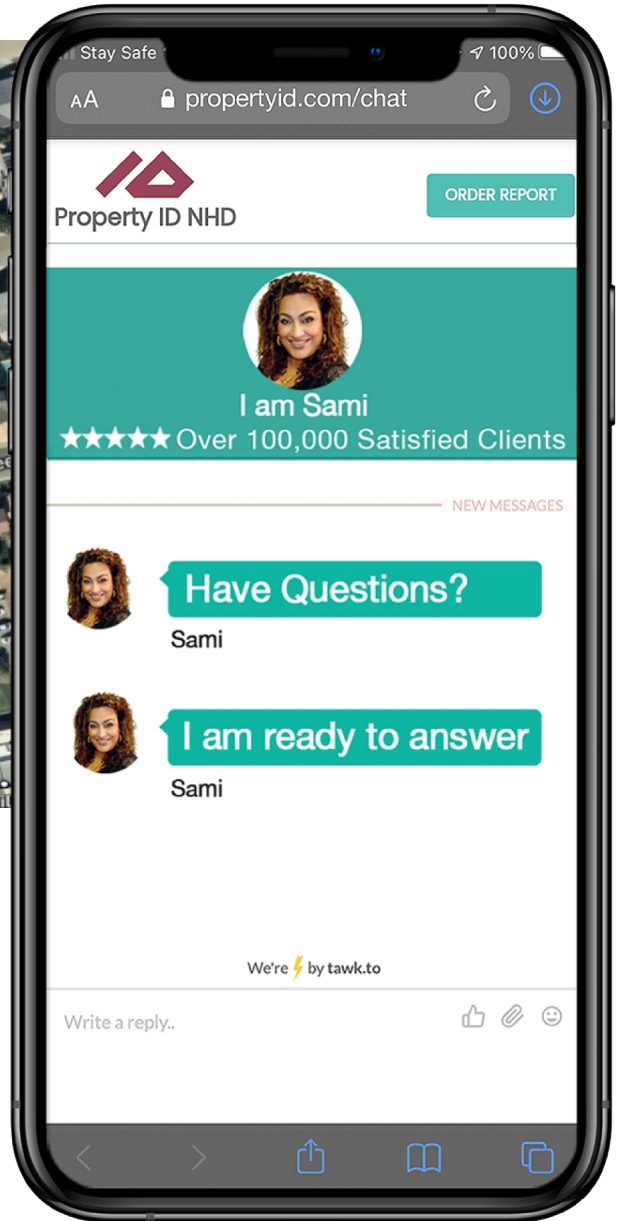 Stay Safe
100%
AA
propertyid.com/chat
Property ID NHD
ORDER REPORT
I am Sami
★★★★★ Over 100,000 Satisfied Clients
NEW MESSAGES
Have Questions?
Sami
I am ready to answer
Sami
We're ⚡ by tawk.to
Write a reply..